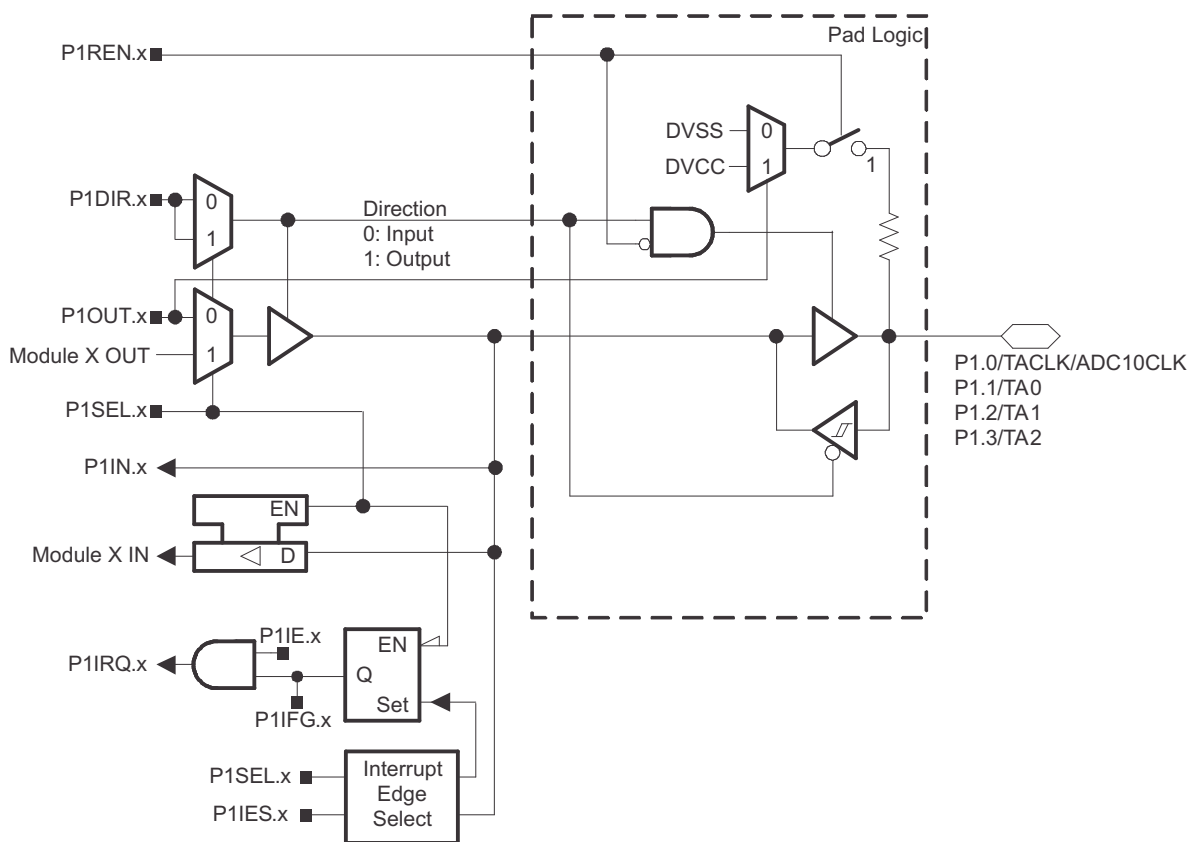 Pad Logic
P1REN.x
DVSS
0
DVCC
1
1
P1DIR.x
0
1
Direction
0: Input
1: Output
P1OUT.x
0
Module X OUT
1
P1.0/TACLK/ADC10CLK
P1.1/TA0
P1.2/TA1
P1.3/TA2
P1SEL.x
P1IN.x
EN
Module X IN
D
P1IE.x
EN
P1IRQ.x
Q
Set
P1IFG.x
P1SEL.x
P1IES.x
Interrupt
Edge
Select